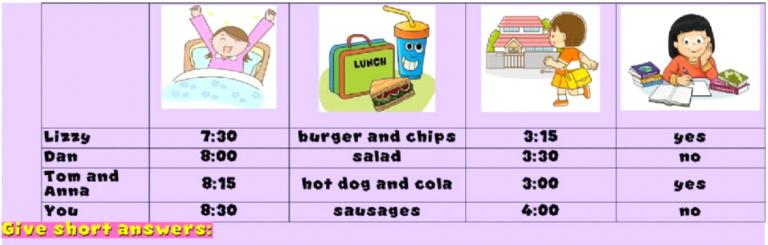 LUNCH
Lizzy 7:30 burger and chips 3:15 yes
Dan 8:00 salad 3:30 no
Tom and
Anna 8:15 hot dog and cola 3:00 yes
You 8:30 sausages 4:00 no
Give short answers: